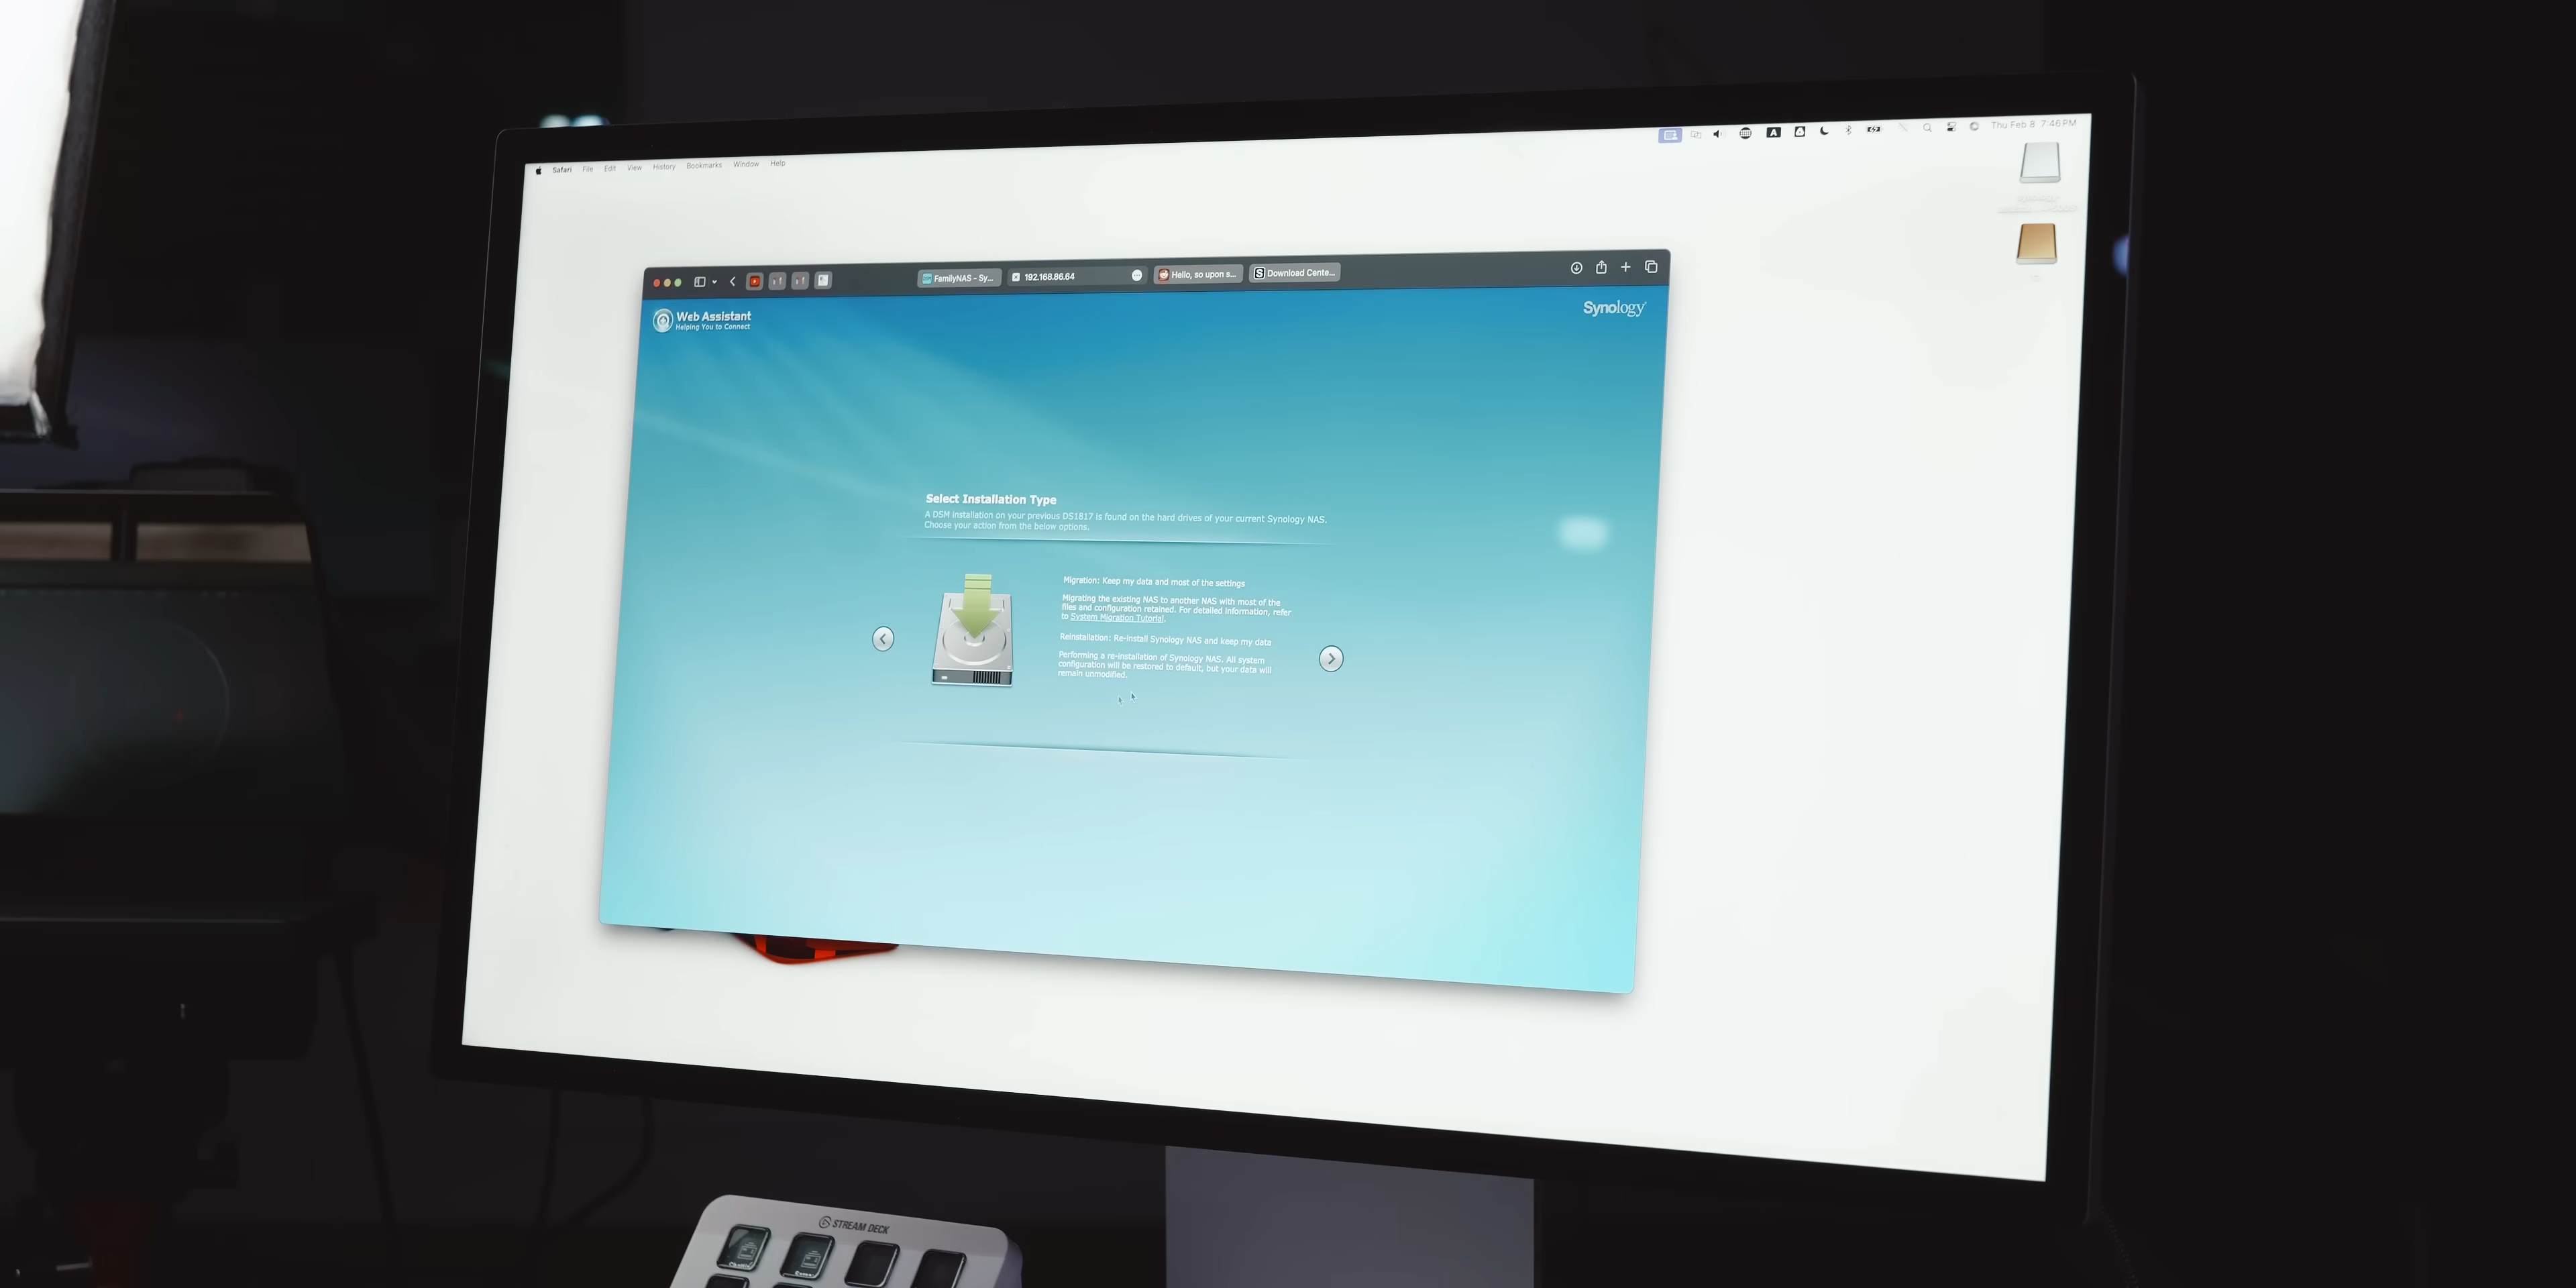 Safari File Edit View History Bookmarks Window Help
Thu Feb 8 7:46 PM
FamilyNAS - Sy...
192.168.86.64
Hello, so upon s...
Download Cente...
Web Assistant
Helping You to Connect
Synology
Select Installation Type
A DSM installation on your previous DS1817 is found on the hard drives of your current Synology NAS.
Choose your action from the below options.
Migration: Keep my data and most of the settings
Migrating the existing NAS to another NAS with most of the
files and configuration retained. For detailed information, refer
to System Migration Tutorial.
Reinstallation: Re-install Synology NAS and keep my data
Performing a re-installation of Synology NAS. All system
configuration will be restored to default, but your data will
remain unmodified.
STREAM DECK